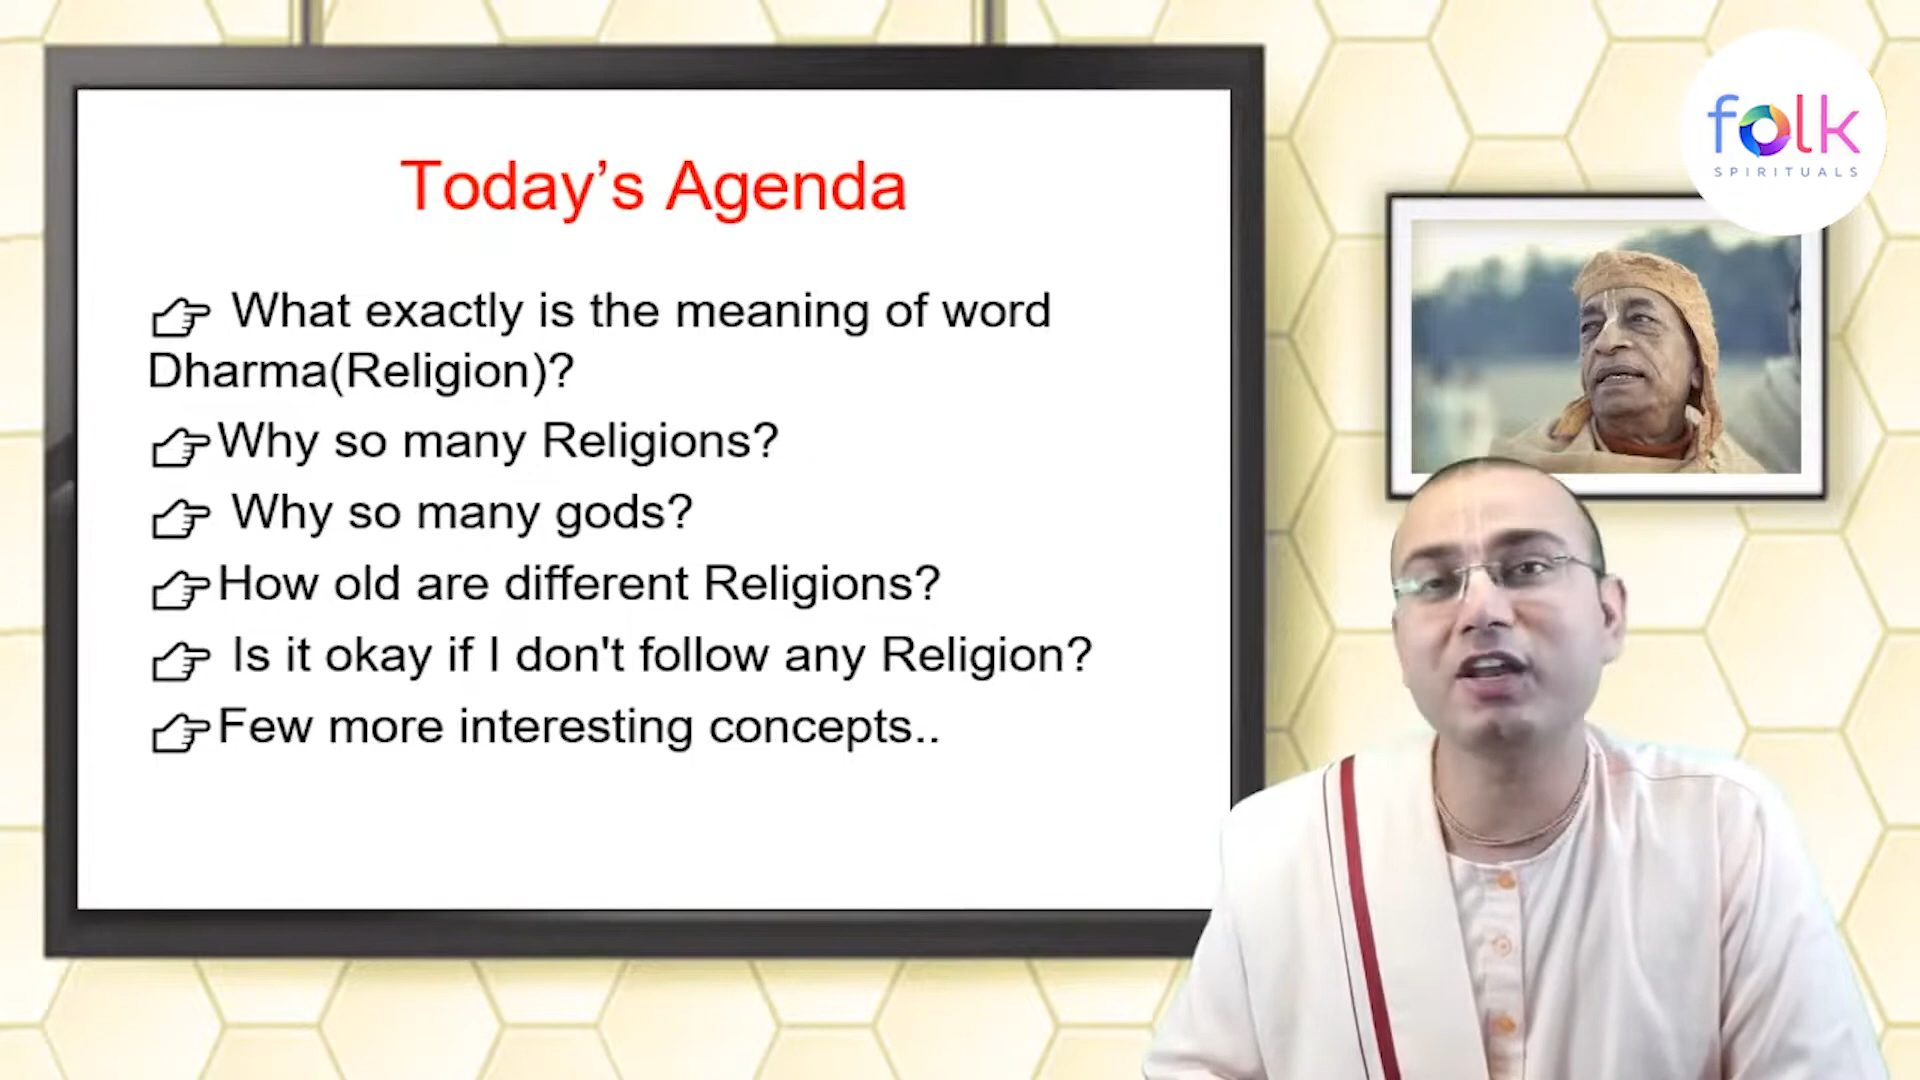 Today’s Agenda
What exactly is the meaning of word
Dharma(Religion)?
Why so many Religions?
Why so many gods?
How old are different Religions?
Is it okay if I don't follow any Religion?
Few more interesting concepts..
folk
SPIRITUALS